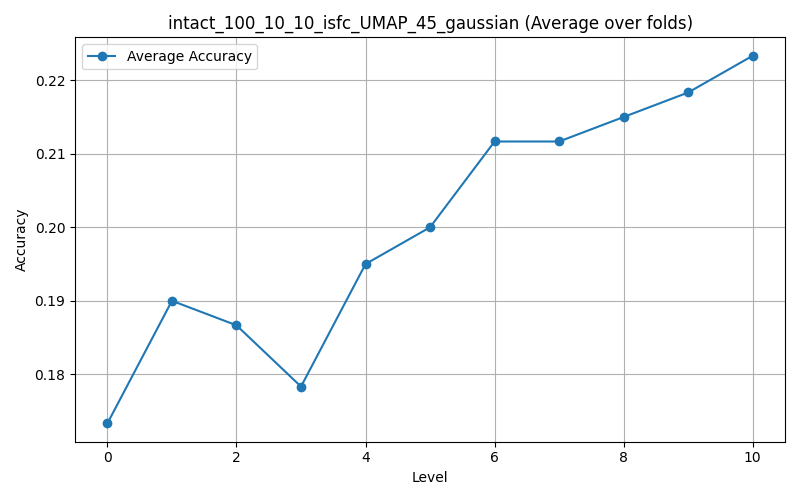 intact_100_10_10_isfc_UMAP_45_gaussian (Average over folds)
Average Accuracy
0.22
0.21
0.20
0.19
0.18
Accuracy
0 2 4 6 8 10
Level